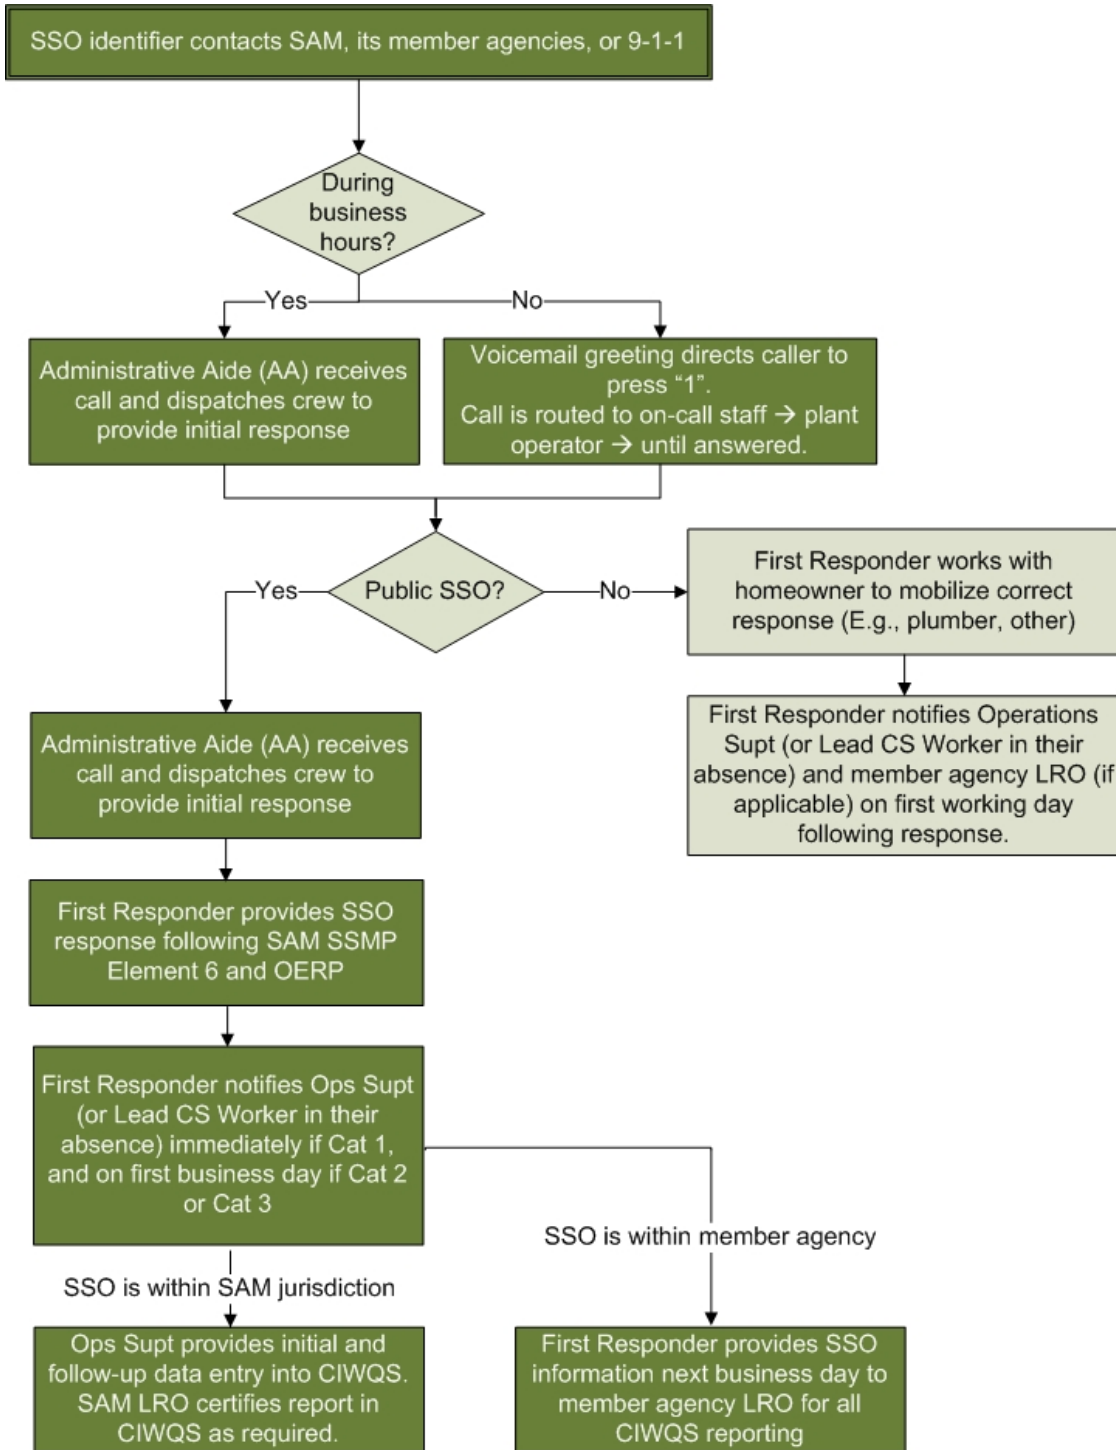 SSO identifier contacts SAM, its member agencies, or 9-1-1
During
business
hours?
Yes
No
Administrative Aide (AA) receives
call and dispatches crew to
provide initial response
Voicemail greeting directs caller to
press “1”.
Call is routed to on-call staff → plant
operator → until answered.
Public SSO?
Yes
No
First Responder works with
homeowner to mobilize correct
response (E.g., plumber, other)
First Responder notifies Operations
Supt (or Lead CS Worker in their
absence) and member agency LRO (if
applicable) on first working day
following response.
Administrative Aide (AA) receives
call and dispatches crew to
provide initial response
First Responder provides SSO
response following SAM SSMP
Element 6 and OERP
First Responder notifies Ops Supt
(or Lead CS Worker in their
absence) immediately if Cat 1,
and on first business day if Cat 2
or Cat 3
SSO is within SAM jurisdiction
SSO is within member agency
Ops Supt provides initial and
follow-up data entry into CIWQS.
SAM LRO certifies report in
CIWQS as required.
First Responder provides SSO
information next business day to
member agency LRO for all
CIWQS reporting